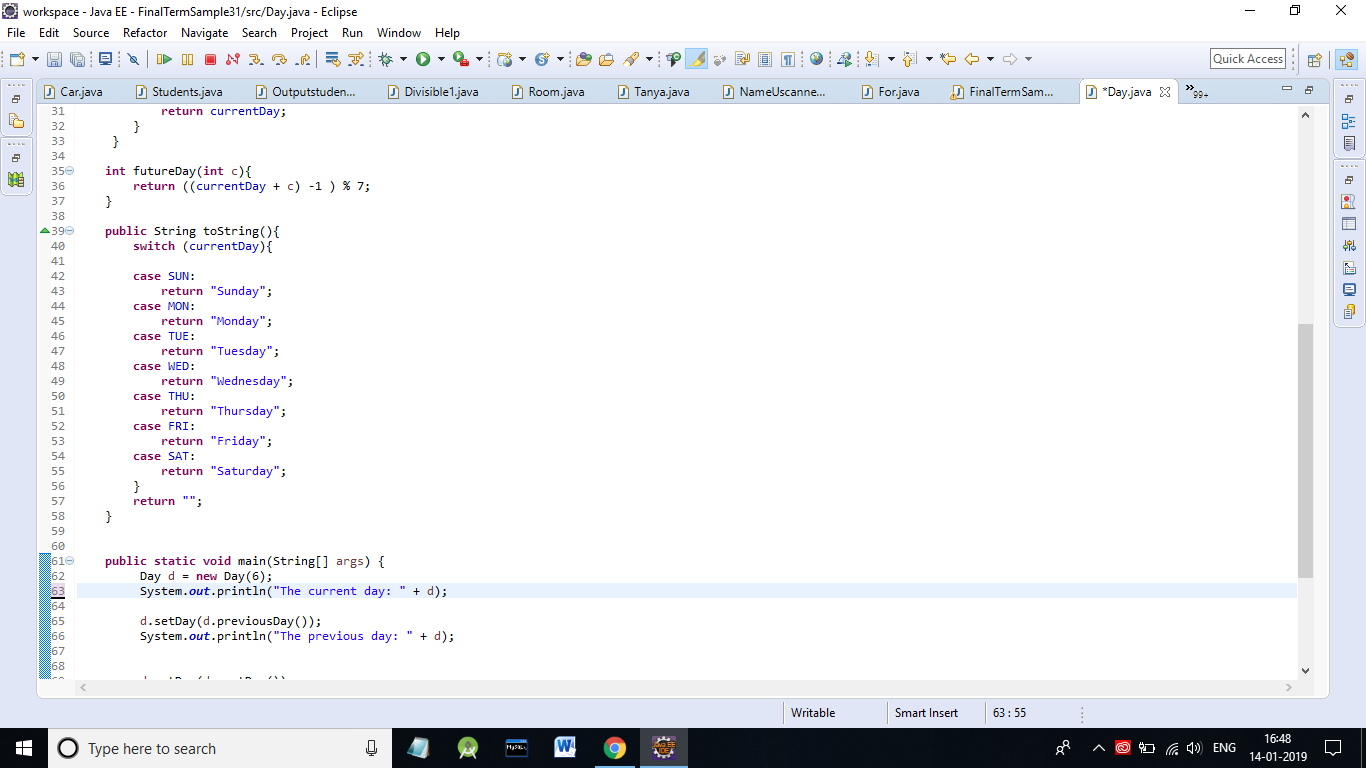 workspace - Java EE - FinalTermSample31/src/Day.java - Eclipse
File Edit Source Refactor Navigate Search Project Run Window Help
Quick Access
Car.java Students.java Outputstuden... Divisible1.java Room.java Tanya.java NameUscanne... For.java FinalTermSam... *Day.java »99+
31 return currentDay;
32 }
33 }
34
35 int futureDay(int c){
36 return ((currentDay + c) -1 ) % 7;
37 }
38
39 public String toString(){
40 switch (currentDay){
41
42 case SUN:
43 return "Sunday";
44 case MON:
45 return "Monday";
46 case TUE:
47 return "Tuesday";
48 case WED:
49 return "Wednesday";
50 case THU:
51 return "Thursday";
52 case FRI:
53 return "Friday";
54 case SAT:
55 return "Saturday";
56 }
57 return "";
58 }
59
60
61 public static void main(String[] args) {
62 Day d = new Day(6);
63 System.out.println("The current day: " + d);
64
65 d.setDay(d.previousDay());
66 System.out.println("The previous day: " + d);
67
68
Writable Smart Insert 63 : 55
Type here to search
MySQL
Java EE IDE
ENG
16:48
14-01-2019